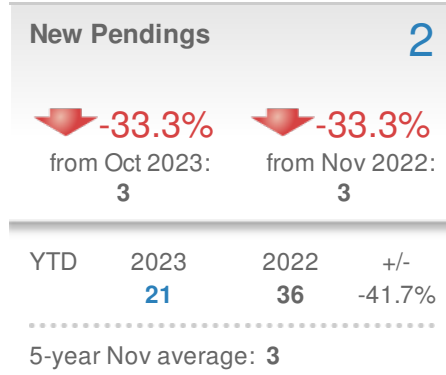 New Pendings 2
-33.3% -33.3%
from Oct 2023: from Nov 2022:
3 3
YTD 2023 2022 +/-
21 36 -41.7%
5-year Nov average: 3